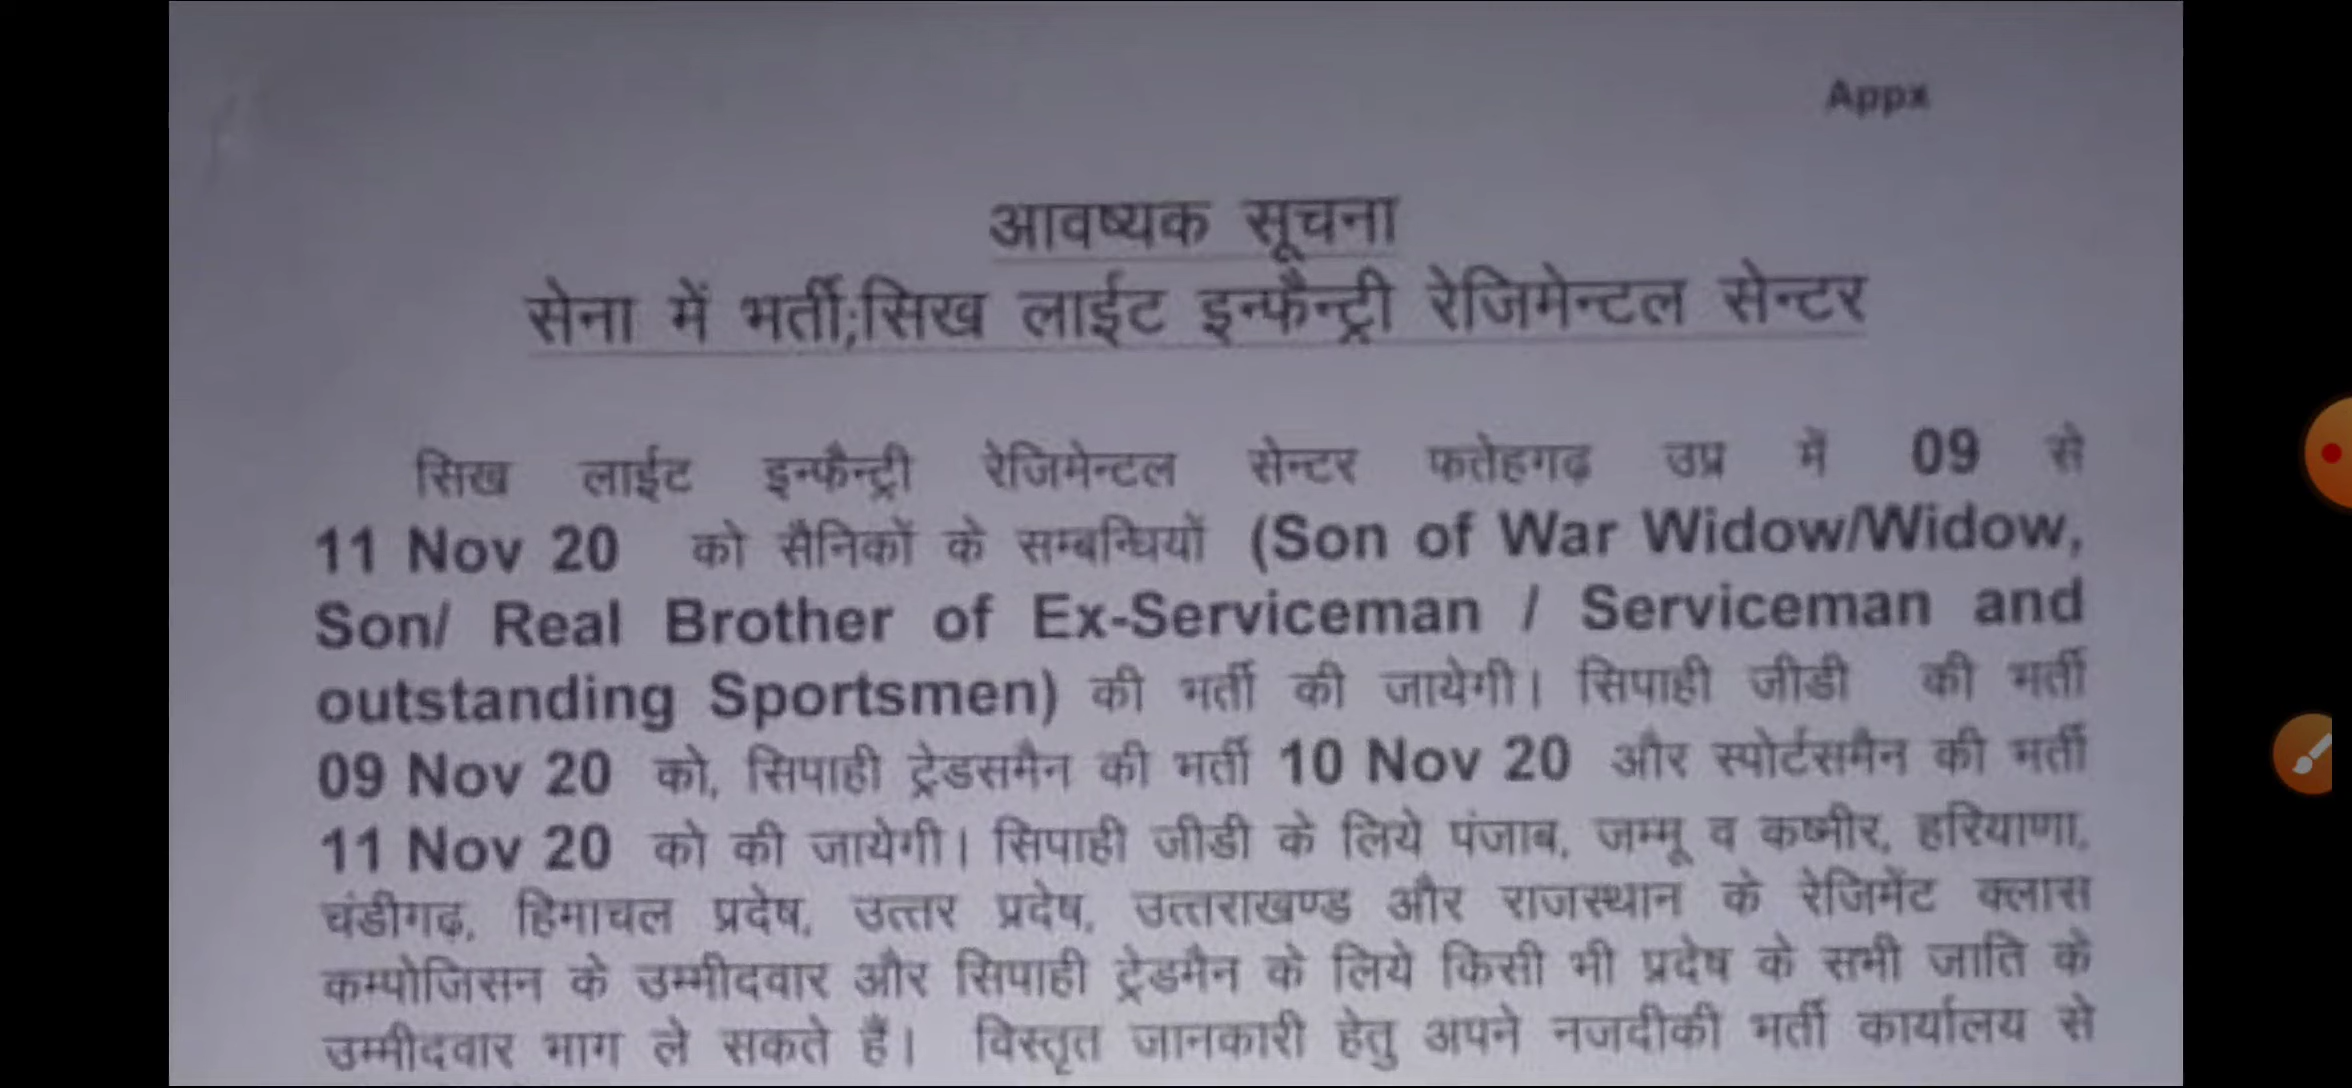 Appx
आवष्यक सूचना
सेना में भर्ती;सिख लाईट इन्फैन्ट्री रेजिमेन्टल सेन्टर
सिख लाईट इन्फैन्ट्री रेजिमेन्टल सेन्टर फतेहगढ़ उप्र में 09 से
11 Nov 20 को सैनिकों के सम्बन्धियों (Son of War Widow/Widow,
Son/ Real Brother of Ex-Serviceman / Serviceman and
outstanding Sportsmen) की भर्ती की जायेगी। सिपाही जीडी की भर्ती
09 Nov 20 को, सिपाही ट्रेडसमैन की भर्ती 10 Nov 20 और स्पोर्टसमैन की भर्ती
11 Nov 20 को की जायेगी। सिपाही जीडी के लिये पंजाब, जम्मू व कष्मीर, हरियाणा,
चंडीगढ़, हिमाचल प्रदेष, उत्तर प्रदेष, उत्तराखण्ड और राजस्थान के रेजिमेंट क्लास
कम्पोजिसन के उम्मीदवार और सिपाही ट्रेडमैन के लिये किसी भी प्रदेष के सभी जाति के
उम्मीदवार भाग ले सकते हैं। विस्तृत जानकारी हेतु अपने नजदीकी भर्ती कार्यालय से